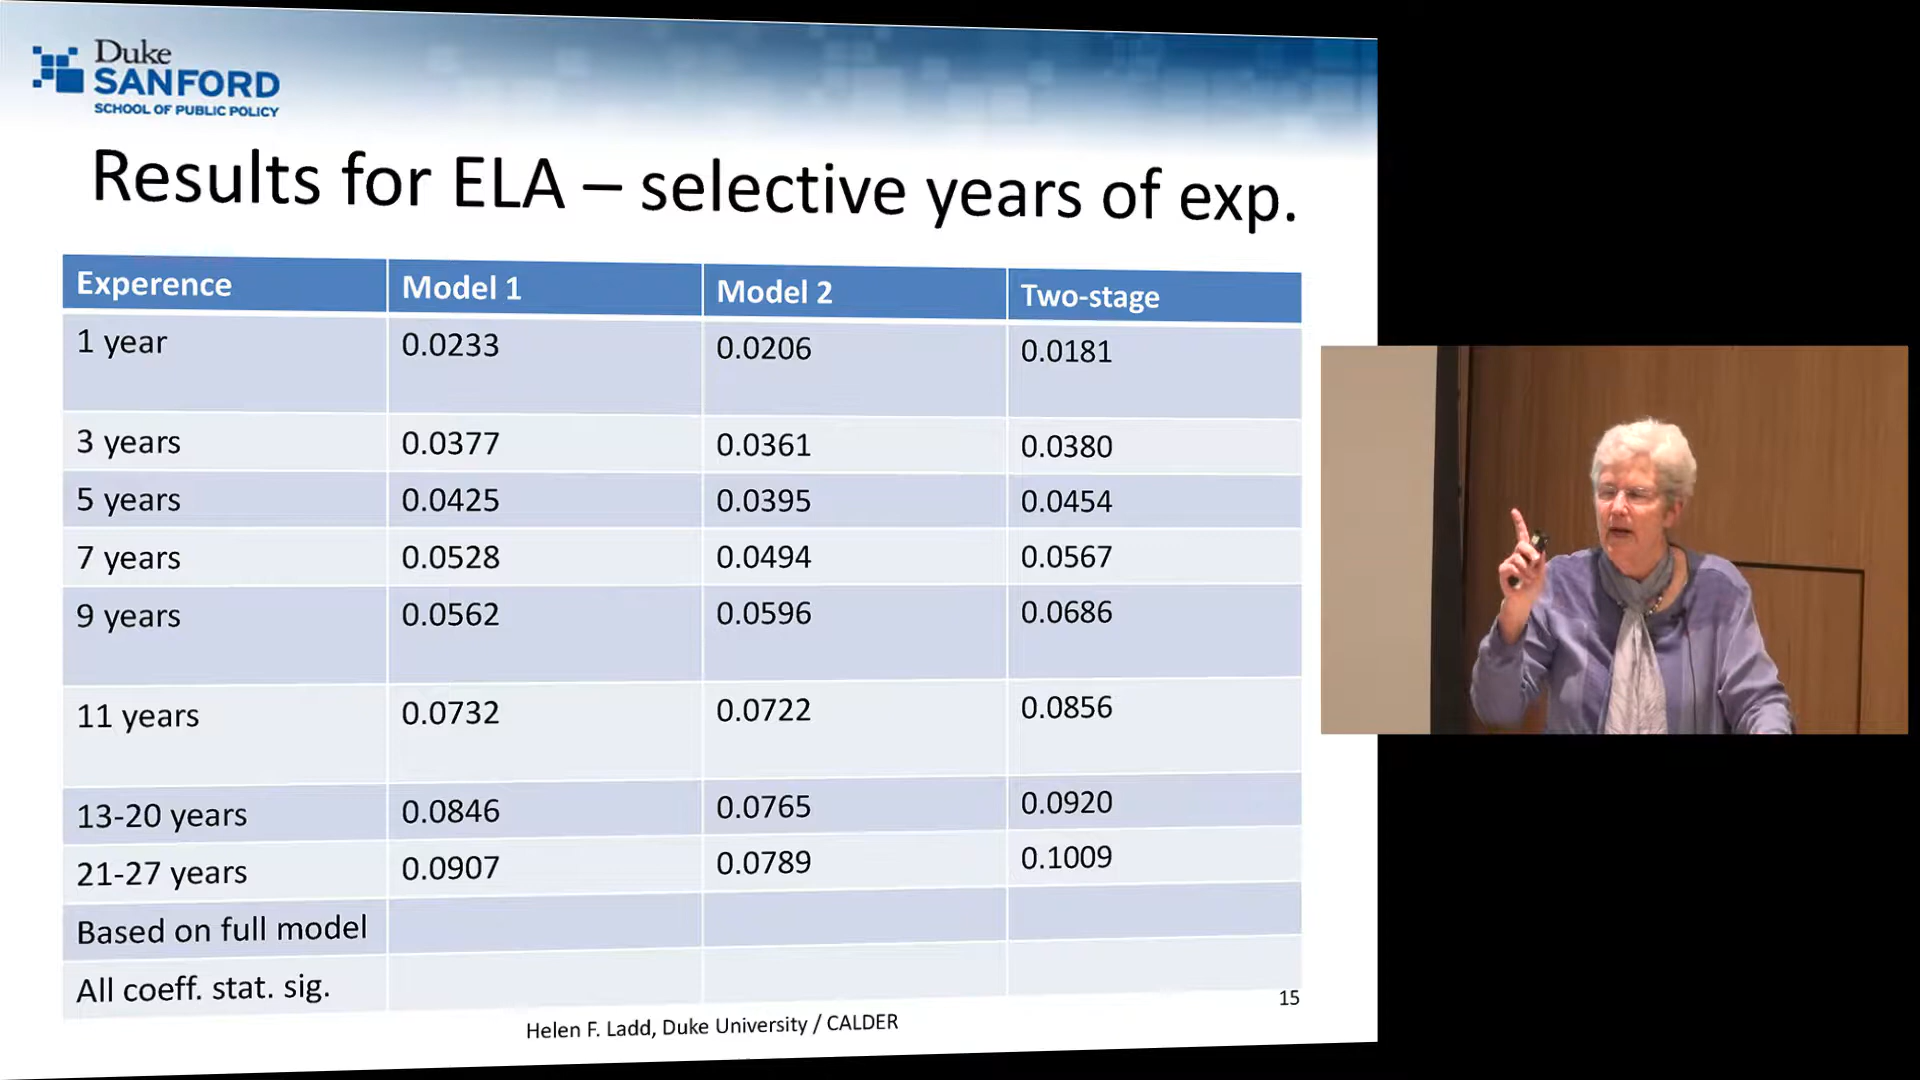 Duke
SANFORD
SCHOOL OF PUBLIC POLICY
Results for ELA – selective years of exp.
Experence Model 1 Model 2 Two-stage
1 year 0.0233 0.0206 0.0181
3 years 0.0377 0.0361 0.0380
5 years 0.0425 0.0395 0.0454
7 years 0.0528 0.0494 0.0567
9 years 0.0562 0.0596 0.0686
11 years 0.0732 0.0722 0.0856
13-20 years 0.0846 0.0765 0.0920
21-27 years 0.0907 0.0789 0.1009
Based on full model
All coeff. stat. sig.
15
Helen F. Ladd, Duke University / CALDER